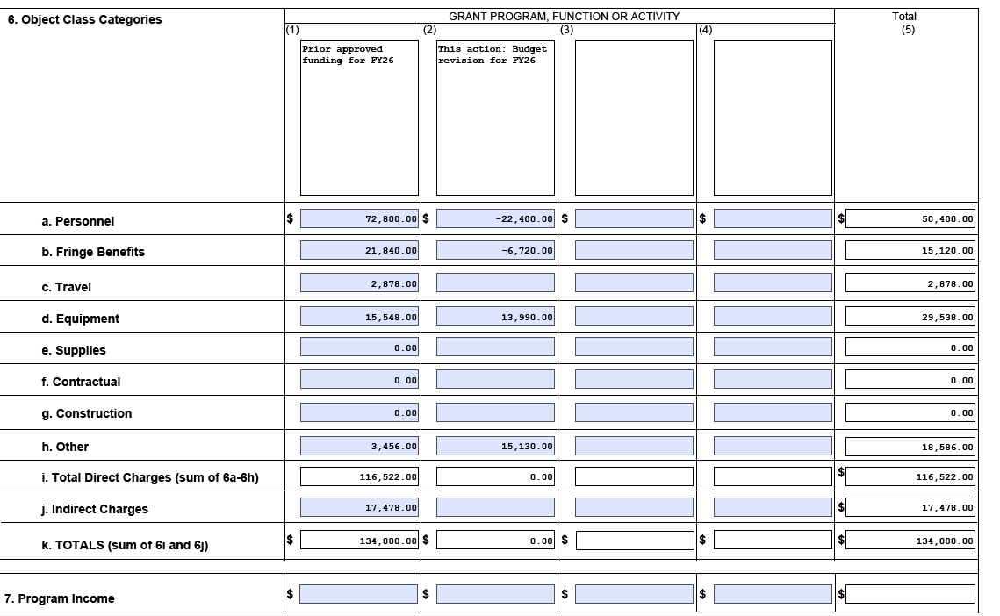 6. Object Class Categories
GRANT PROGRAM, FUNCTION OR ACTIVITY
Total
(1)
(2)
(3)
(4)
(5)
Prior approved
funding for FY26
This action: Budget
revision for FY26
a. Personnel $ 72,800.00 $ -22,400.00 $ $ $ 50,400.00
b. Fringe Benefits 21,840.00 -6,720.00 15,120.00
c. Travel 2,878.00 2,878.00
d. Equipment 15,548.00 13,990.00 29,538.00
e. Supplies 0.00 0.00
f. Contractual 0.00 0.00
g. Construction 0.00 0.00
h. Other 3,456.00 15,130.00 18,586.00
i. Total Direct Charges (sum of 6a-6h) 116,522.00 0.00 $ 116,522.00
j. Indirect Charges 17,478.00 $ 17,478.00
k. TOTALS (sum of 6i and 6j) $ 134,000.00 $ 0.00 $ $ $ 134,000.00
7. Program Income $ $ $ $ $